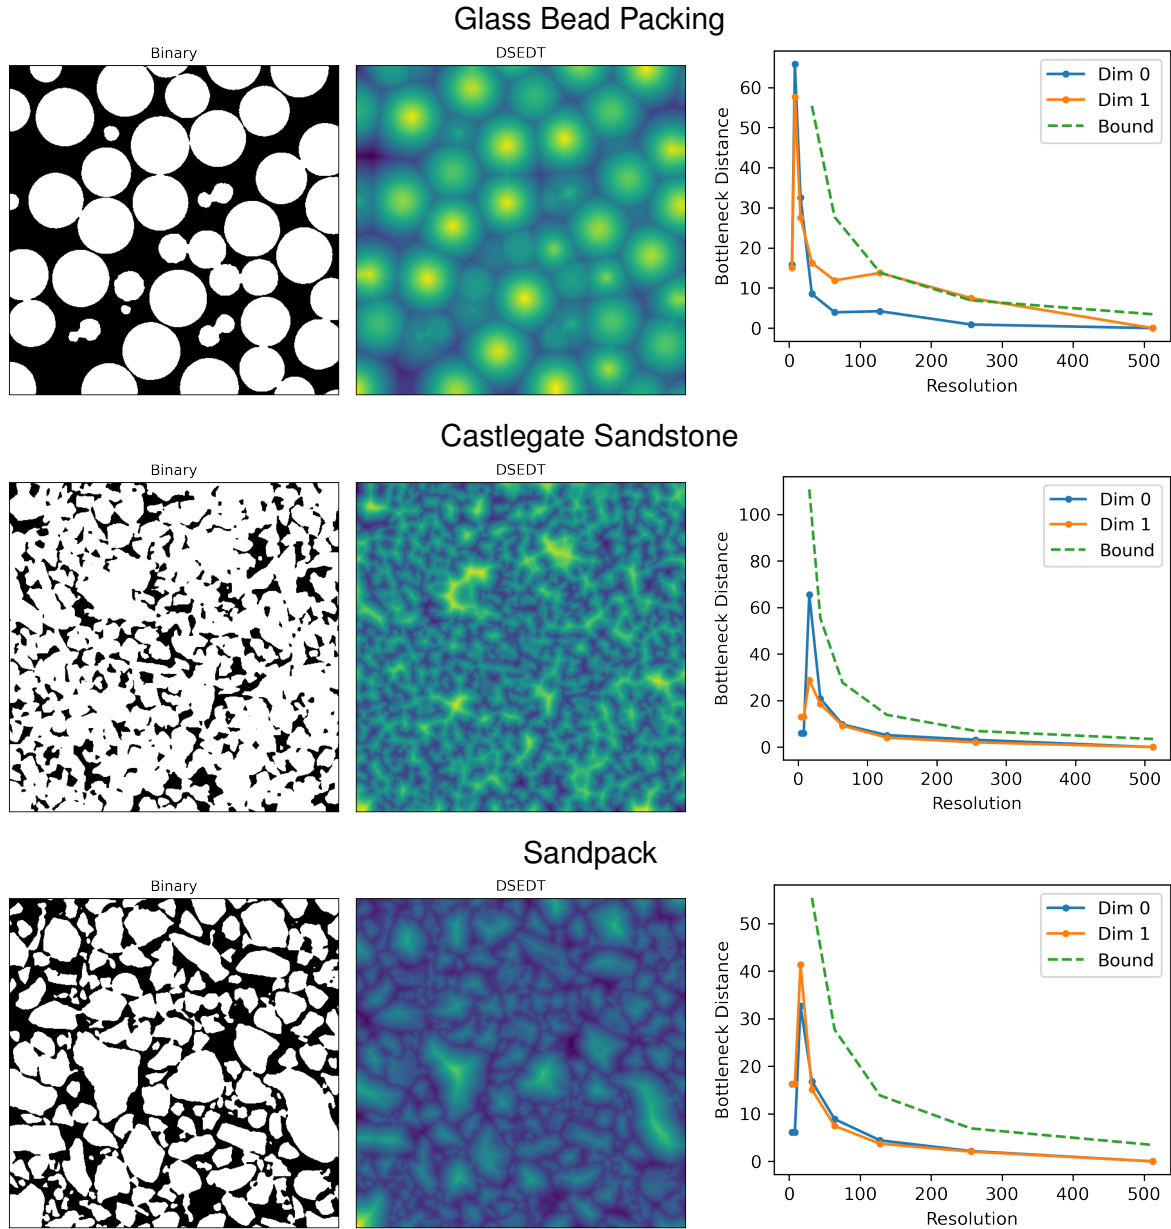 Glass Bead Packing
Binary
DSEDT
Bottleneck Distance
60
50
40
30
20
10
0
Dim 0
Dim 1
Bound
0 100 200 300 400 500
Resolution
Castlegate Sandstone
Binary
DSEDT
Bottleneck Distance
100
80
60
40
20
0
Dim 0
Dim 1
Bound
0 100 200 300 400 500
Resolution
Sandpack
Binary
DSEDT
Bottleneck Distance
50
40
30
20
10
0
Dim 0
Dim 1
Bound
0 100 200 300 400 500
Resolution